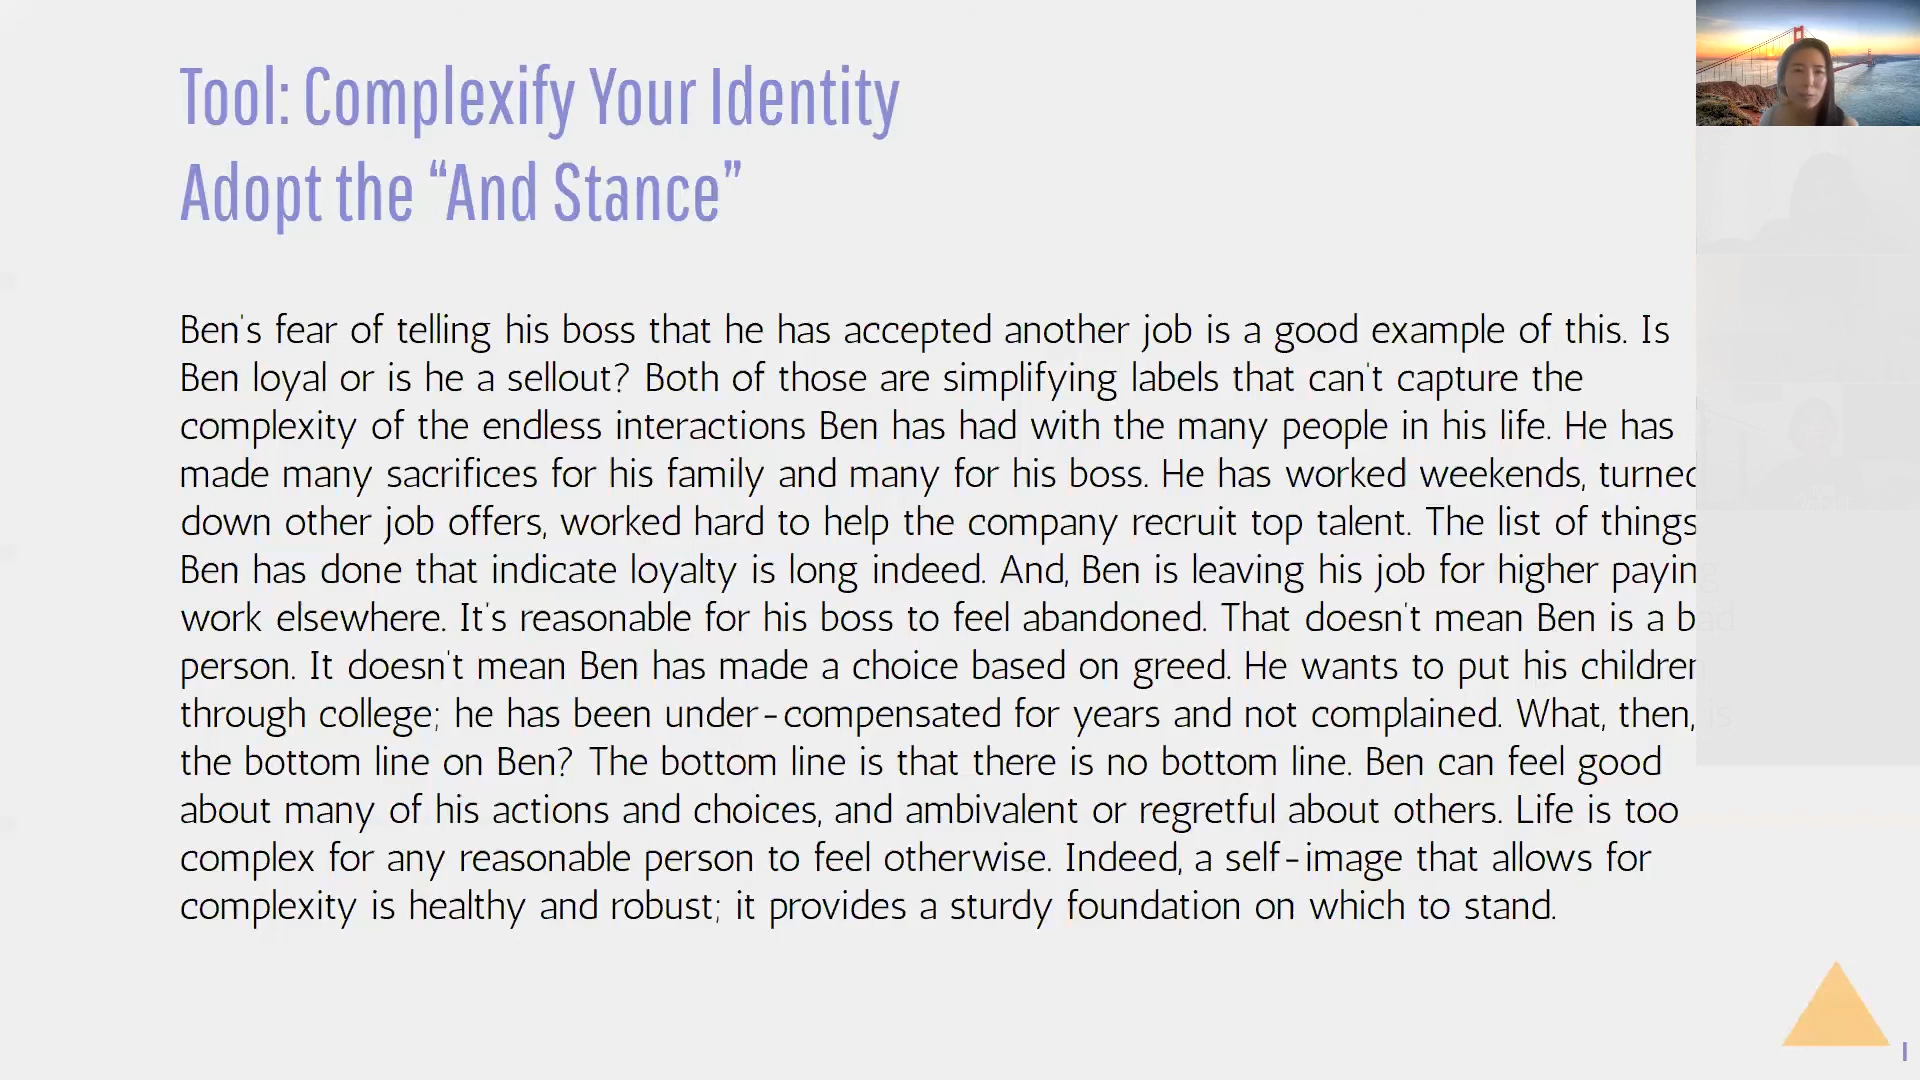 Tool: Complexify Your Identity
Adopt the “And Stance”
Ben's fear of telling his boss that he has accepted another job is a good example of this. Is
Ben loyal or is he a sellout? Both of those are simplifying labels that can't capture the
complexity of the endless interactions Ben has had with the many people in his life. He has
made many sacrifices for his family and many for his boss. He has worked weekends, turned
down other job offers, worked hard to help the company recruit top talent. The list of things
Ben has done that indicate loyalty is long indeed. And, Ben is leaving his job for higher paying
work elsewhere. It's reasonable for his boss to feel abandoned. That doesn't mean Ben is a bad
person. It doesn't mean Ben has made a choice based on greed. He wants to put his children
through college; he has been under-compensated for years and not complained. What, then, is
the bottom line on Ben? The bottom line is that there is no bottom line. Ben can feel good
about many of his actions and choices, and ambivalent or regretful about others. Life is too
complex for any reasonable person to feel otherwise. Indeed, a self-image that allows for
complexity is healthy and robust; it provides a sturdy foundation on which to stand.